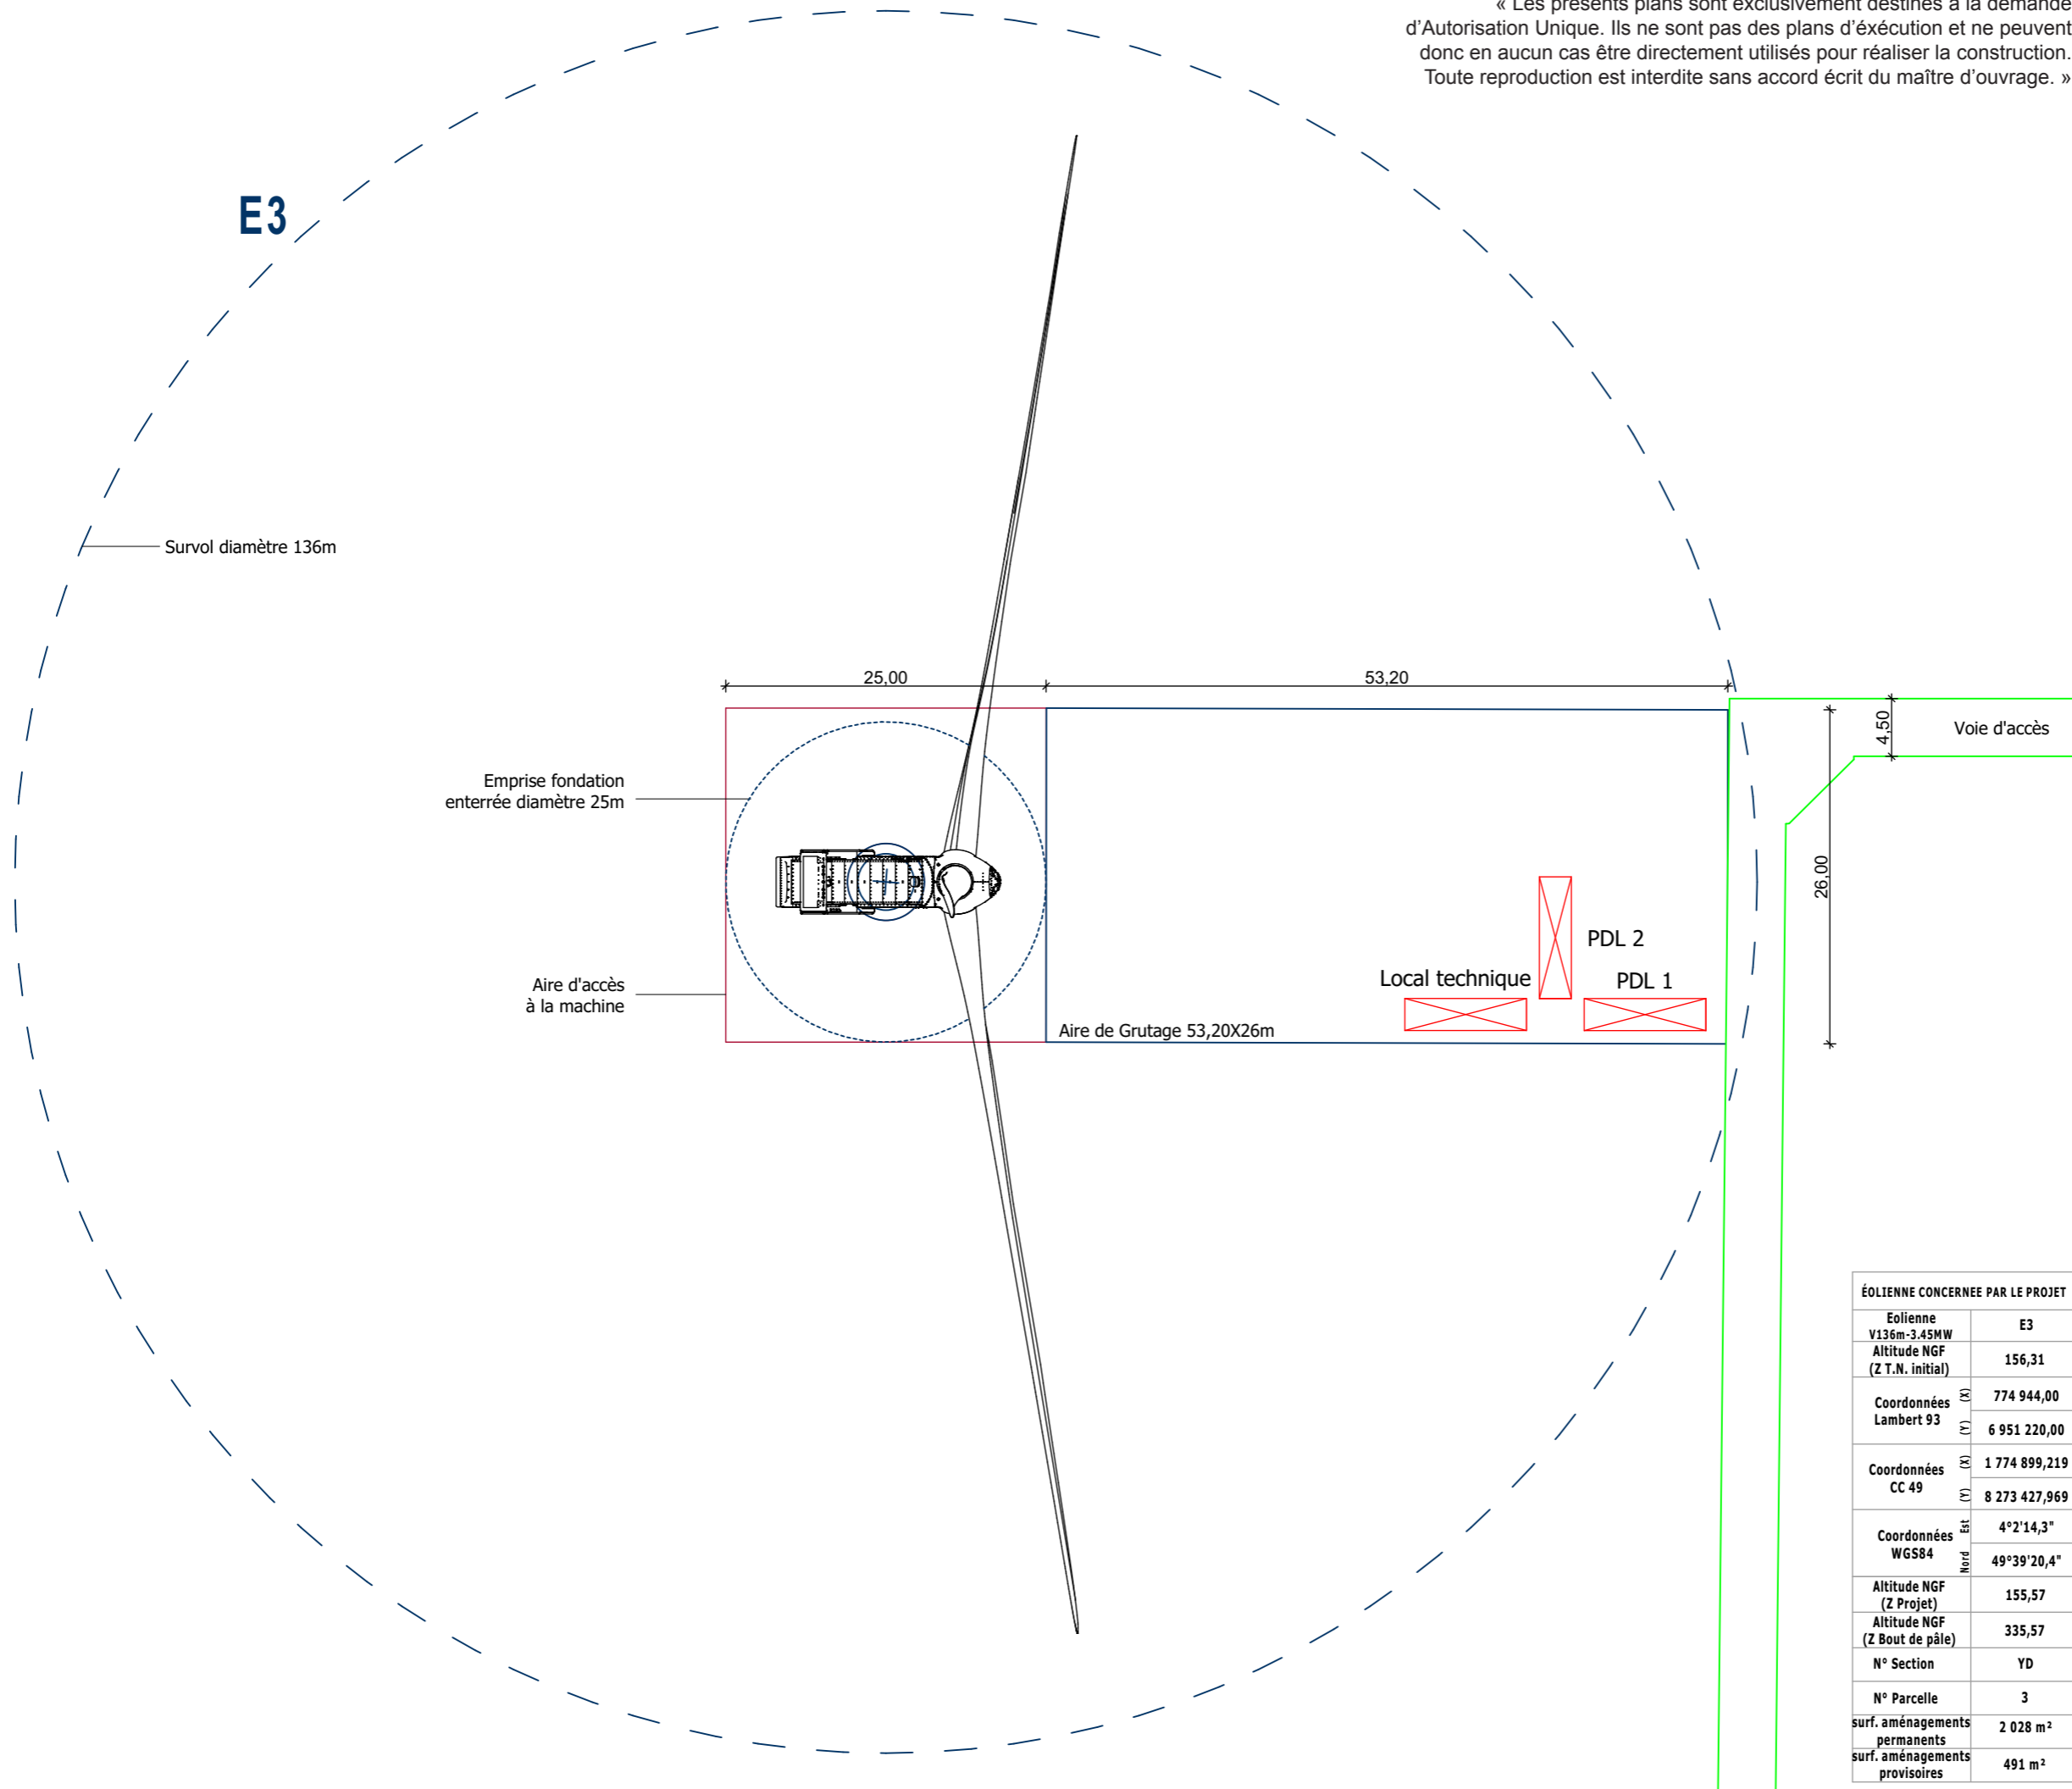 « Les présents plans sont exclusivement destinés à la demande
d'Autorisation Unique. Ils ne sont pas des plans d'éxécution et ne peuvent
donc en aucun cas être directement utilisés pour réaliser la construction.
Toute reproduction est interdite sans accord écrit du maître d'ouvrage. »
E3
Survol diamètre 136m
25,00
53,20
4,50
Voie d'accès
Emprise fondation
enterrée diamètre 25m
26,00
PDL 2
Local technique
PDL 1
Aire d'accès
à la machine
Aire de Grutage 53,20X26m
ÉOLIENNE CONCERNEE PAR LE PROJET
Eolienne
V136m-3.45MW
E3
Altitude NGF
(Z T.N. initial)
156,31
Coordonnées
Lambert 93
(X)
774 944,00
(Y)
6 951 220,00
Coordonnées
CC 49
(X)
1 774 899,219
(Y)
8 273 427,969
Coordonnées
WGS84
Est
4°2'14,3"
Nord
49°39'20,4"
Altitude NGF
(Z Projet)
155,57
Altitude NGF
(Z Bout de pâle)
335,57
N° Section
YD
N° Parcelle
3
surf. aménagements
permanents
2 028 m²
surf. aménagements
provisoires
491 m²